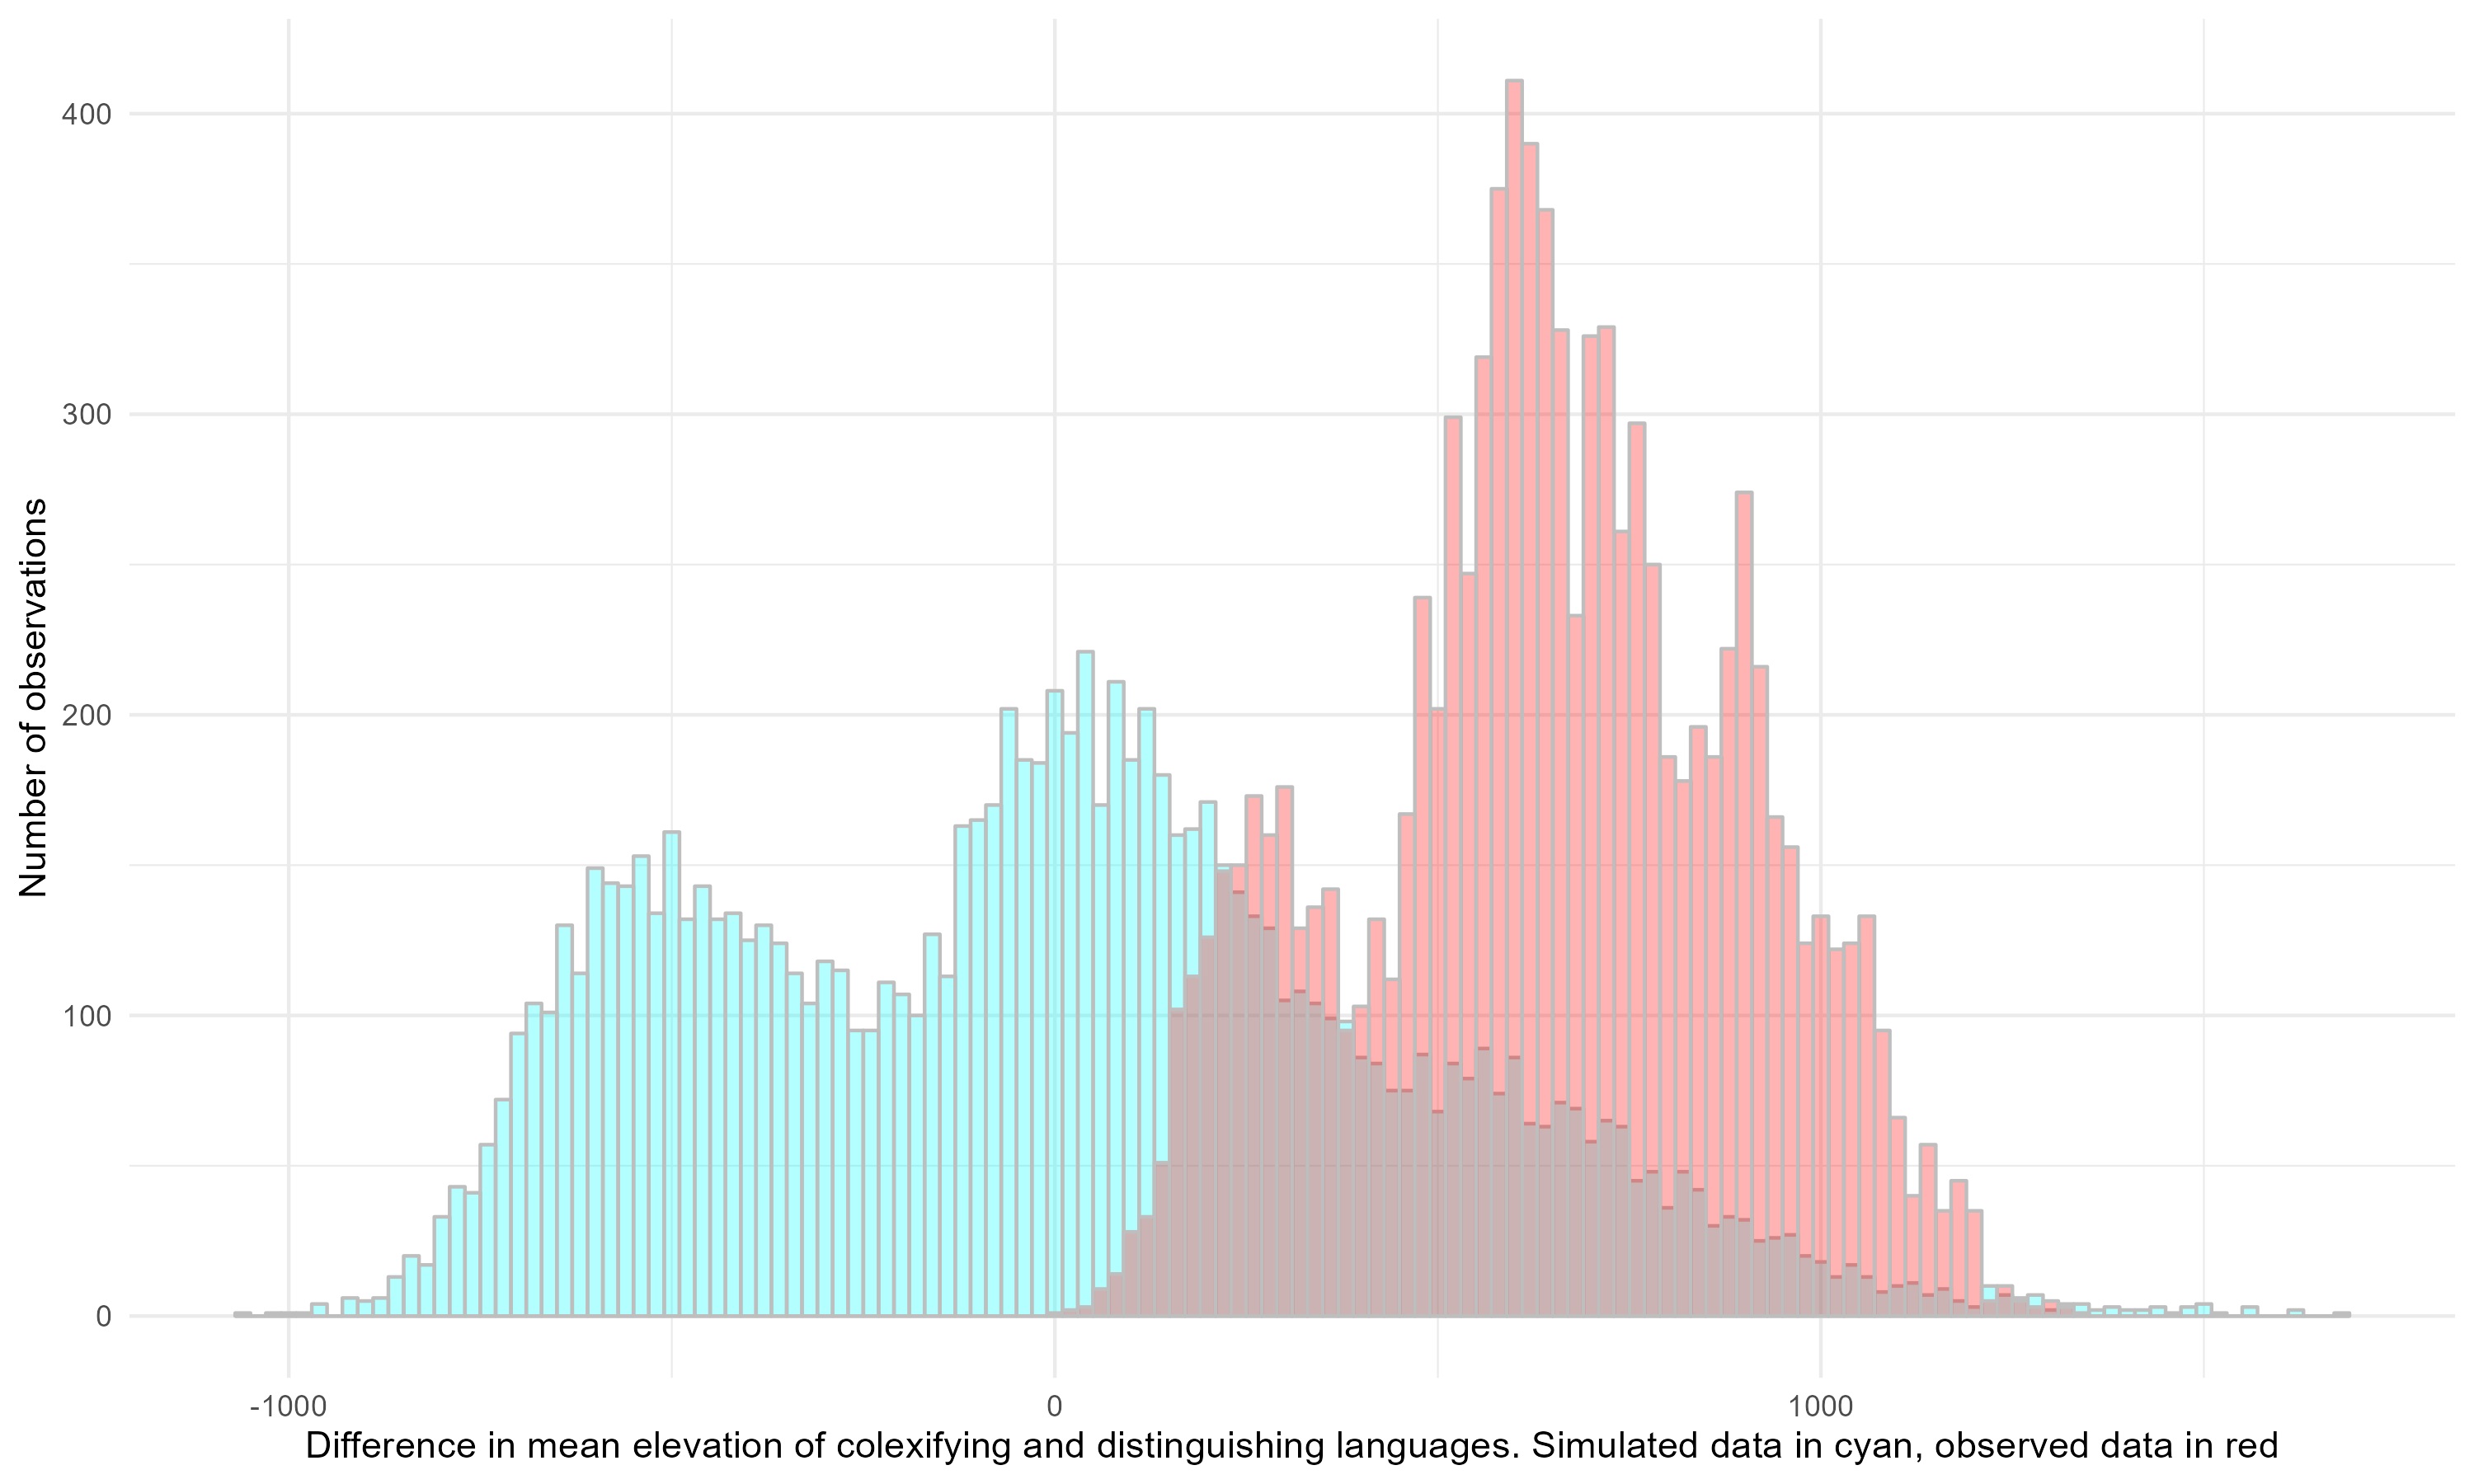 400
300
200
100
0
Number of observations
-1000 0 1000
Difference in mean elevation of colexifying and distinguishing languages. Simulated data in cyan, observed data in red